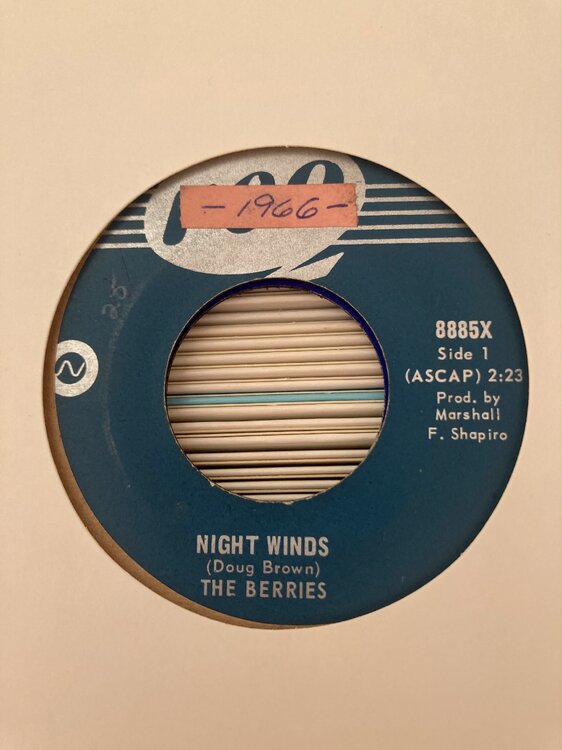 -1966-
8885X
Side 1
(ASCAP) 2:23
Prod. by
Marshall
F. Shapiro
NIGHT WINDS
(Doug Brown)
THE BERRIES